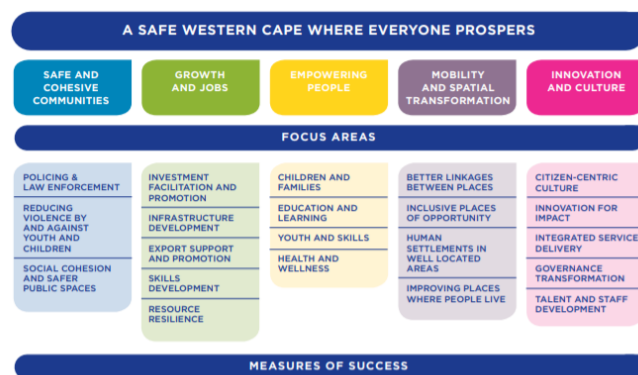 A SAFE WESTERN CAPE WHERE EVERYONE PROSPERS
SAFE AND
COHESIVE
COMMUNITIES
GROWTH
AND JOBS
EMPOWERING
PEOPLE
MOBILITY
AND SPATIAL
TRANSFORMATION
INNOVATION
AND CULTURE
FOCUS AREAS
POLICING &
LAW ENFORCEMENT
REDUCING
VIOLENCE BY
AND AGAINST
YOUTH AND
CHILDREN
SOCIAL COHESION
AND SAFER
PUBLIC SPACES
INVESTMENT
FACILITATION AND
PROMOTION
INFRASTRUCTURE
DEVELOPMENT
EXPORT SUPPORT
AND PROMOTION
SKILLS
DEVELOPMENT
RESOURCE
RESILIENCE
CHILDREN AND
FAMILIES
EDUCATION AND
LEARNING
YOUTH AND SKILLS
HEALTH AND
WELLNESS
BETTER LINKAGES
BETWEEN PLACES
INCLUSIVE PLACES
OF OPPORTUNITY
HUMAN
SETTLEMENTS IN
WELL LOCATED
AREAS
IMPROVING PLACES
WHERE PEOPLE LIVE
CITIZEN-CENTRIC
CULTURE
INNOVATION FOR
IMPACT
INTEGRATED SERVICE
DELIVERY
GOVERNANCE
TRANSFORMATION
TALENT AND STAFF
DEVELOPMENT
MEASURES OF SUCCESS